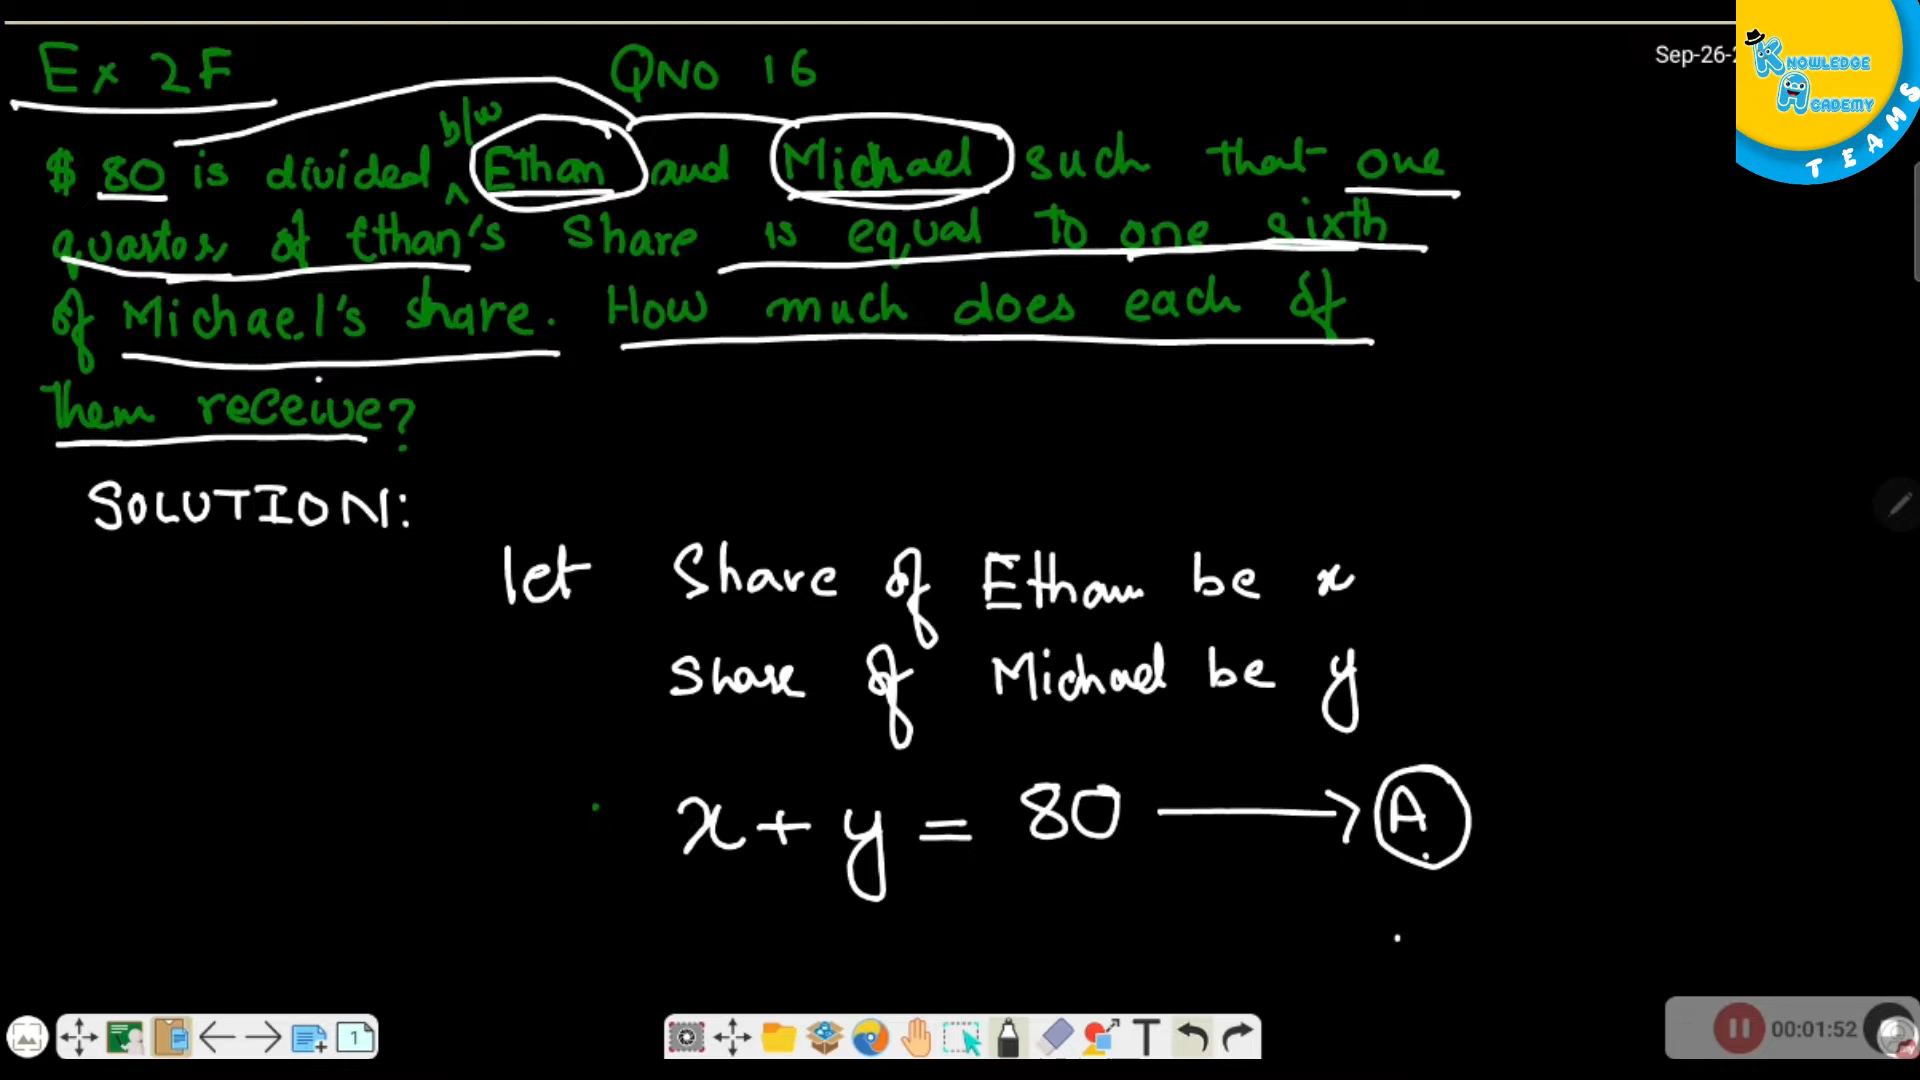 Ex 2F QNO 16
Sep-26-2
KNOWLEDGE
ACADEMY
TEAMS
b/w
$ 80 is divided ^ Ethan and Michael such that one
quarter of Ethan's share is equal to one sixth
of Michael's share. How much does each of
them receive?
SOLUTION:
let Share of Ethan be x
Share of Michael be y
x + y = 80 → A
1
T
00:01:52